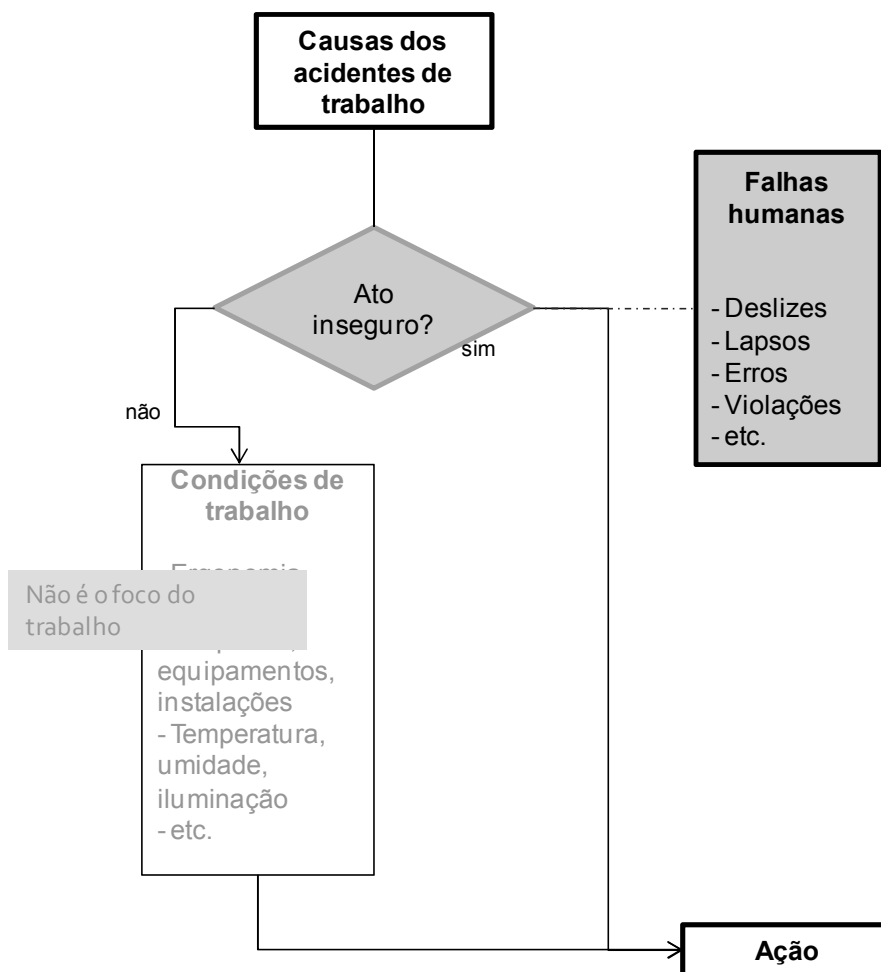 Causas dos
acidentes de
trabalho
Falhas
humanas
- Deslizes
- Lapsos
- Erros
- Violações
- etc.
Ato
inseguro?
sim
não
Condições de
trabalho
Não é o foco do
trabalho
equipamentos,
instalações
- Temperatura,
umidade,
iluminação
- etc.
Ação